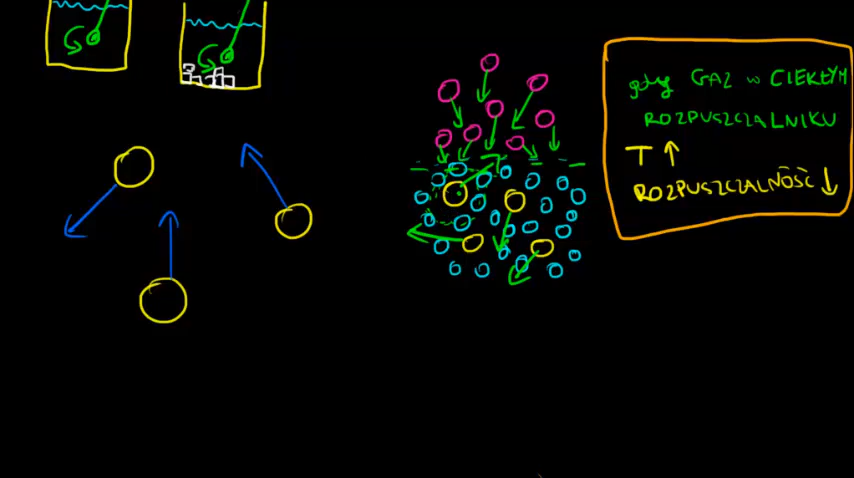 gdy GAZ w CIEKŁYM
ROZPUSZCZALNIKU
T ↑
ROZPUSZCZALNOŚĆ ↓